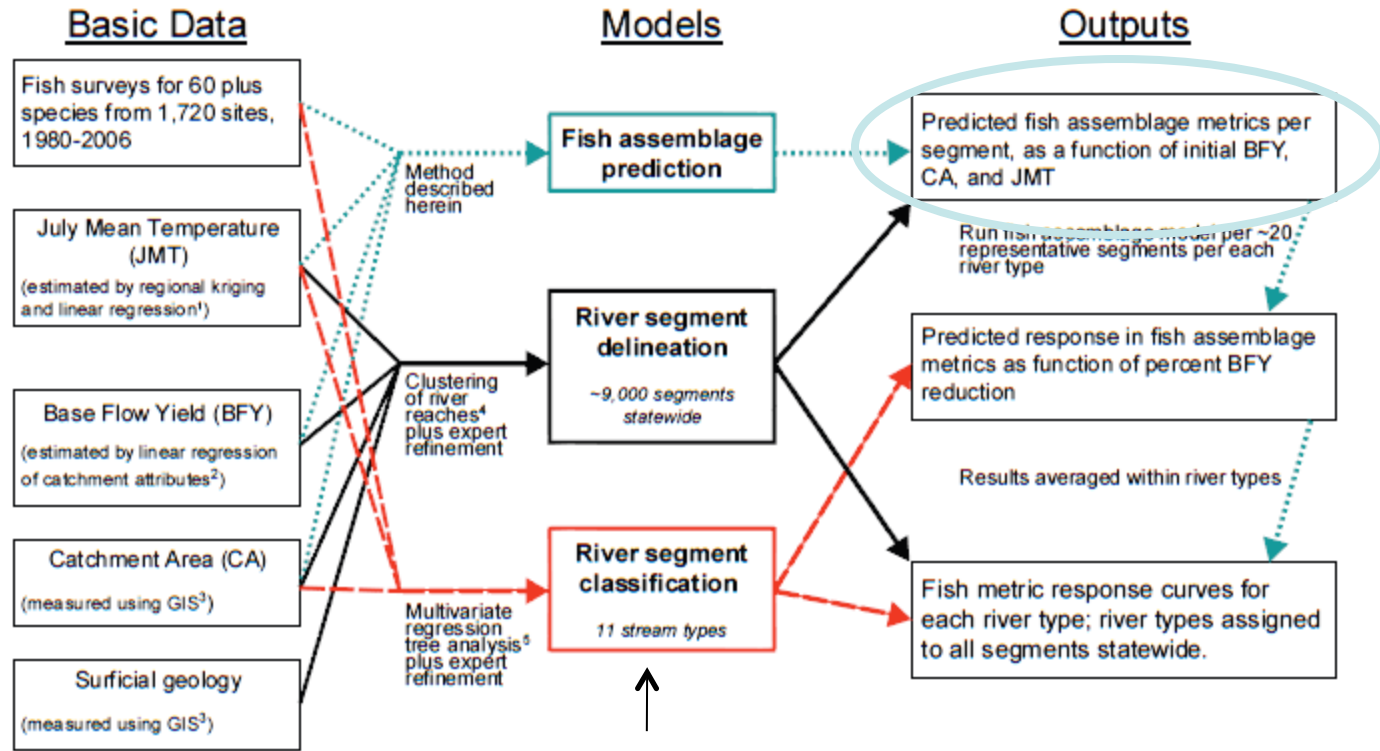 Basic Data
Models
Outputs
Fish surveys for 60 plus
species from 1,720 sites,
1980-2006
July Mean Temperature
(JMT)
(estimated by regional kriging
and linear regression¹)
Base Flow Yield (BFY)
(estimated by linear regression
of catchment attributes²)
Catchment Area (CA)
(measured using GIS³)
Surficial geology
(measured using GIS³)
Method
described
herein
Clustering
of river
reaches⁴
plus expert
refinement
Multivariate
regression
tree analysis⁵
plus expert
refinement
Fish assemblage
prediction
River segment
delineation
~9,000 segments
statewide
River segment
classification
11 stream types
Predicted fish assemblage metrics per
segment, as a function of initial BFY,
CA, and JMT
Run fish assemblage model per ~20
representative segments per each
river type
Predicted response in fish assemblage
metrics as function of percent BFY
reduction
Results averaged within river types
Fish metric response curves for
each river type; river types assigned
to all segments statewide.